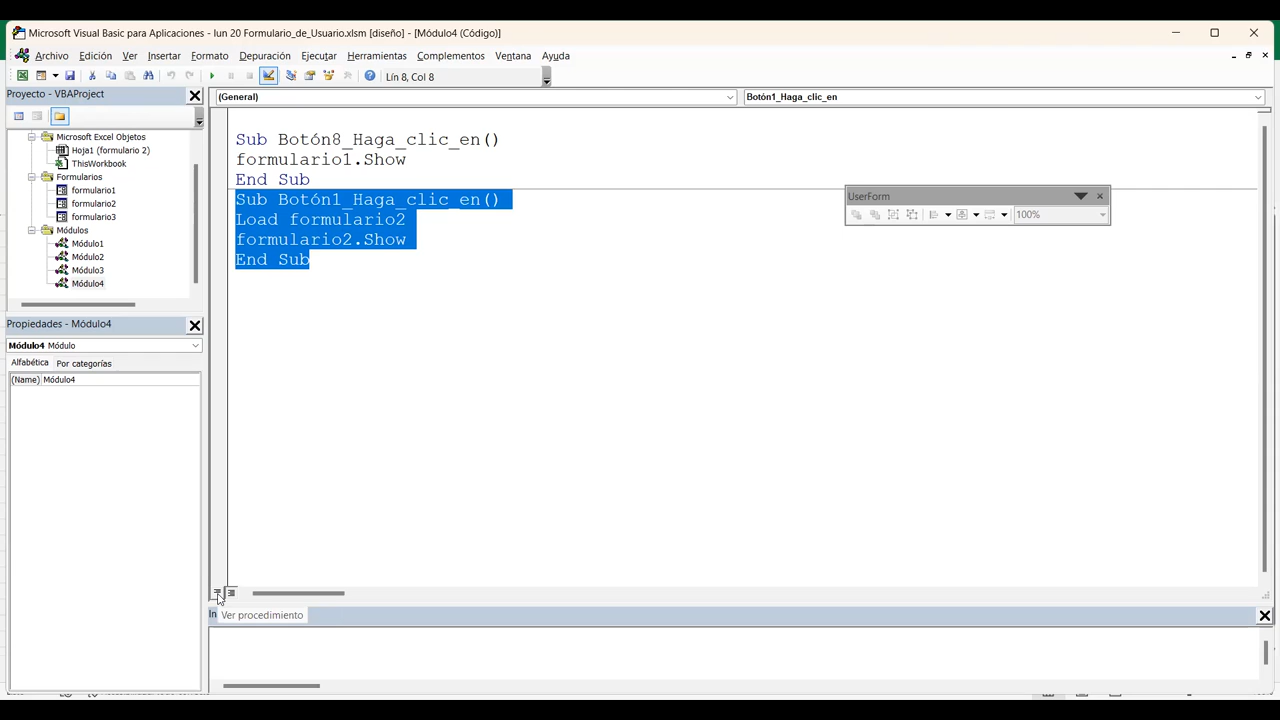 Microsoft Visual Basic para Aplicaciones - lun 20 Formulario_de_Usuario.xlsm [diseño] - [Módulo4 (Código)]
Archivo Edición Ver Insertar Formato Depuración Ejecutar Herramientas Complementos Ventana Ayuda
Lín 8, Col 8
Proyecto - VBAProject
Microsoft Excel Objetos
Hoja1 (formulario 2)
ThisWorkbook
Formularios
formulario1
formulario2
formulario3
Módulos
Módulo1
Módulo2
Módulo3
Módulo4
Propiedades - Módulo4
Módulo4 Módulo
Alfabética Por categorías
(Name) Módulo4
(General) Botón1_Haga_clic_en
Sub Botón8_Haga_clic_en()
formulario1.Show
End Sub
Sub Botón1_Haga_clic_en()
Load formulario2
formulario2.Show
End Sub
UserForm
100%
Ver procedimiento